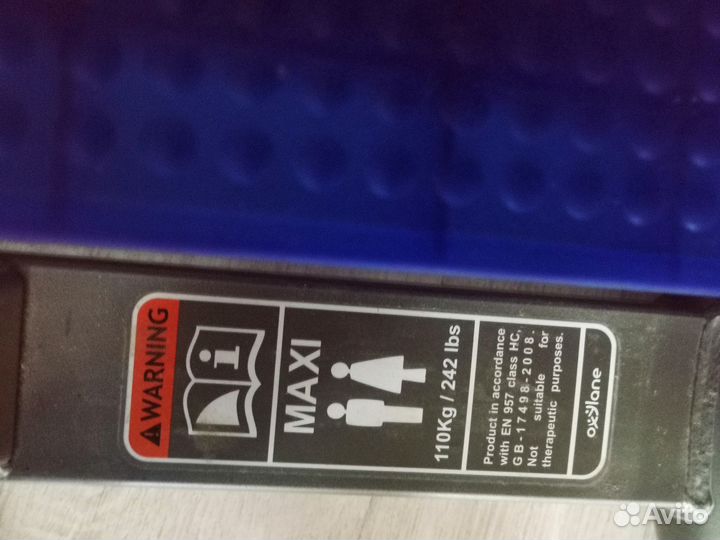 ⚠WARNING
MAXI
110Kg / 242 lbs
Product in accordance
with EN 957 class HC,
GB-17498-2008.
Not suitable for
therapeutic purposes.
oxylane
Avito